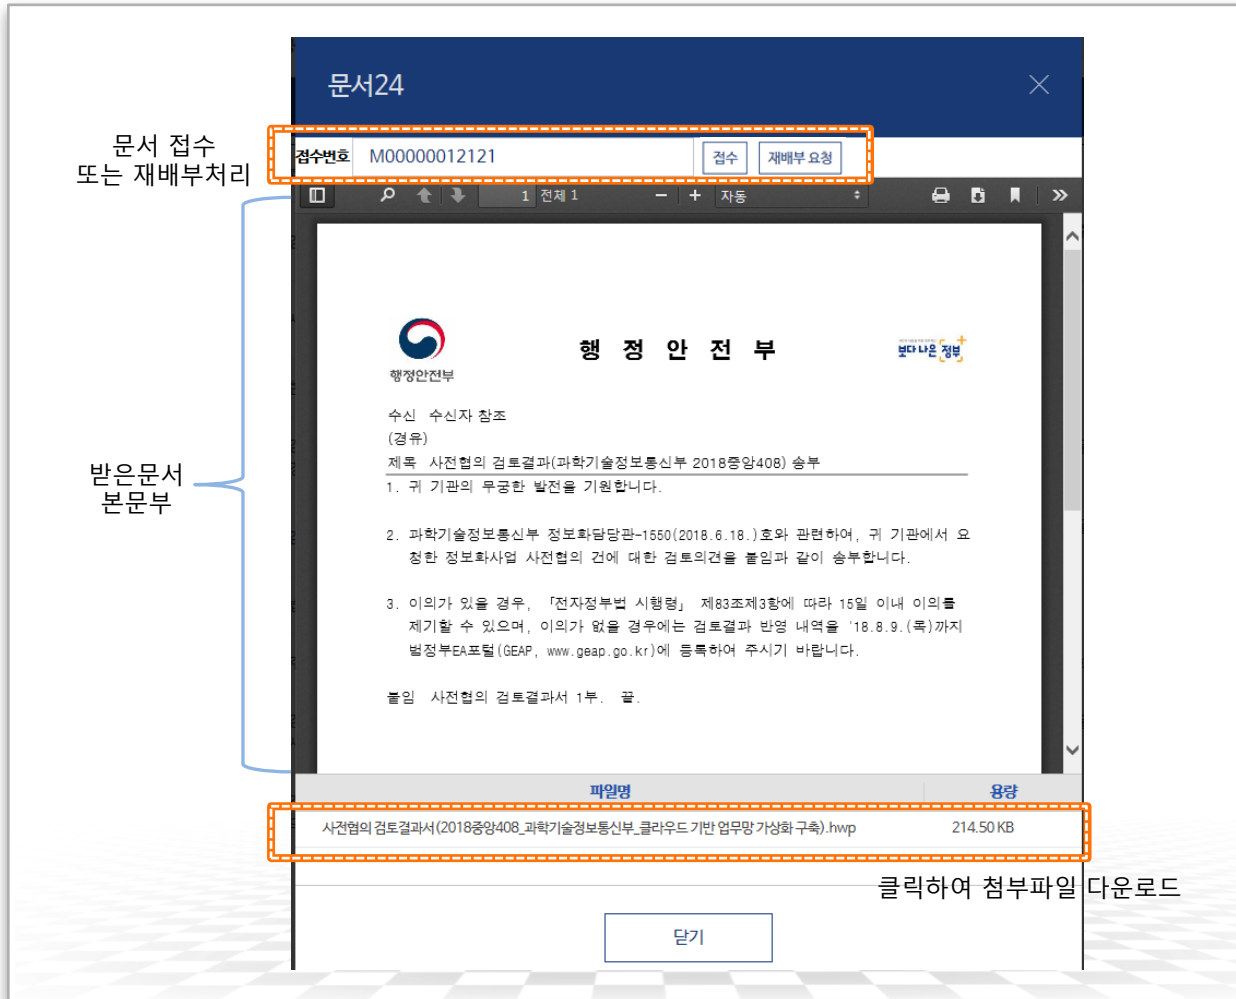 문서24
문서 접수
또는 재배부처리
접수번호 M00000012121 접수 재배부 요청
1 전체 1 자동
행정안전부
행 정 안 전 부
보다 나은 정부
수신 수신자 참조
(경유)
제목 사전협의 검토결과(과학기술정보통신부 2018중앙408) 송부
1. 귀 기관의 무궁한 발전을 기원합니다.
받은문서
본문부
2. 과학기술정보통신부 정보화담당관-1550(2018.6.18.)호와 관련하여, 귀 기관에서 요
청한 정보화사업 사전협의 건에 대한 검토의견을 붙임과 같이 송부합니다.
3. 이의가 있을 경우, 「전자정부법 시행령」 제83조제3항에 따라 15일 이내 이의를
제기할 수 있으며, 이의가 없을 경우에는 검토결과 반영 내역을 '18.8.9.(목)까지
범정부EA포털(GEAP, www.geap.go.kr)에 등록하여 주시기 바랍니다.
붙임 사전협의 검토결과서 1부. 끝.
파일명 용량
사전협의 검토결과서(2018중앙408_과학기술정보통신부_클라우드 기반 업무망 가상화 구축).hwp 214.50 KB
클릭하여 첨부파일 다운로드
닫기